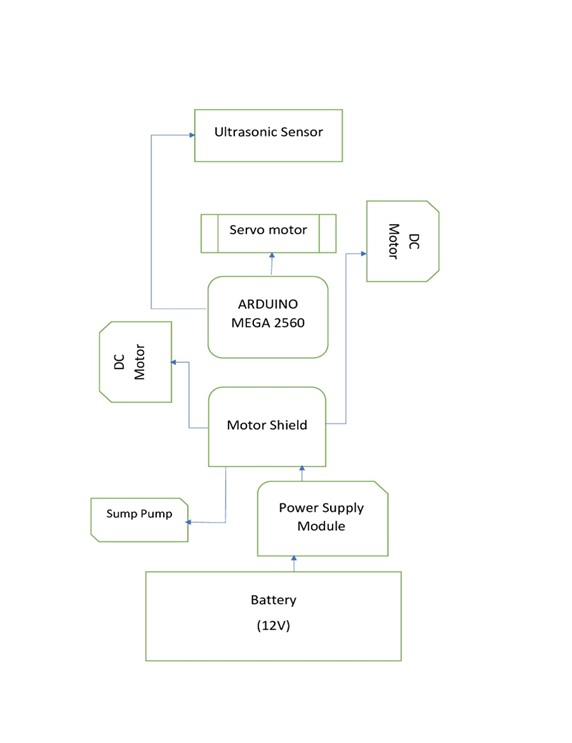 Ultrasonic Sensor
Servo motor
DC
Motor
ARDUINO
MEGA 2560
DC
Motor
Motor Shield
Sump Pump
Power Supply
Module
Battery
(12V)